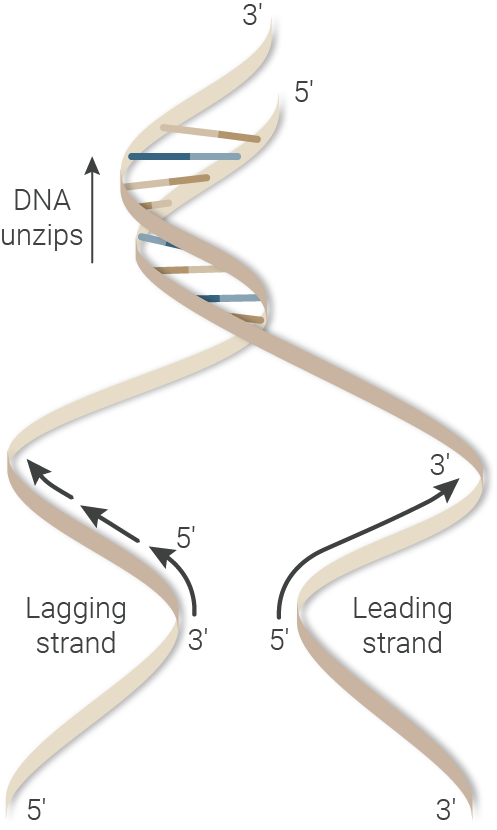 3'
5'
DNA
unzips
3'
5'
Lagging
strand
Leading
strand
3'
5'
5'
3'